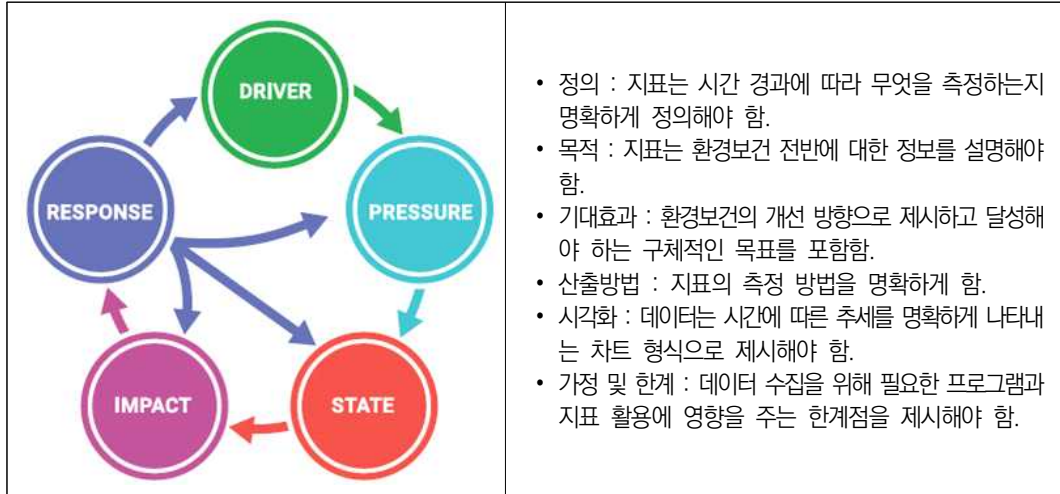 DRIVER
PRESSURE
STATE
IMPACT
RESPONSE
• 정의 : 지표는 시간 경과에 따라 무엇을 측정하는지
명확하게 정의해야 함.
• 목적 : 지표는 환경보건 전반에 대한 정보를 설명해야
함.
• 기대효과 : 환경보건의 개선 방향으로 제시하고 달성해
야 하는 구체적인 목표를 포함함.
• 산출방법 : 지표의 측정 방법을 명확하게 함.
• 시각화 : 데이터는 시간에 따른 추세를 명확하게 나타내
는 차트 형식으로 제시해야 함.
• 가정 및 한계 : 데이터 수집을 위해 필요한 프로그램과
지표 활용에 영향을 주는 한계점을 제시해야 함.